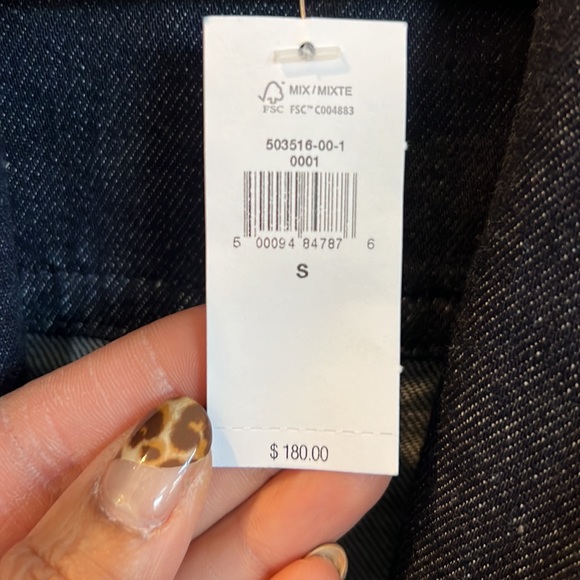 MIX/MIXTE
FSC FSC™ C004883
503516-00-1
0001
5 00094 84787 6
S
$ 180.00